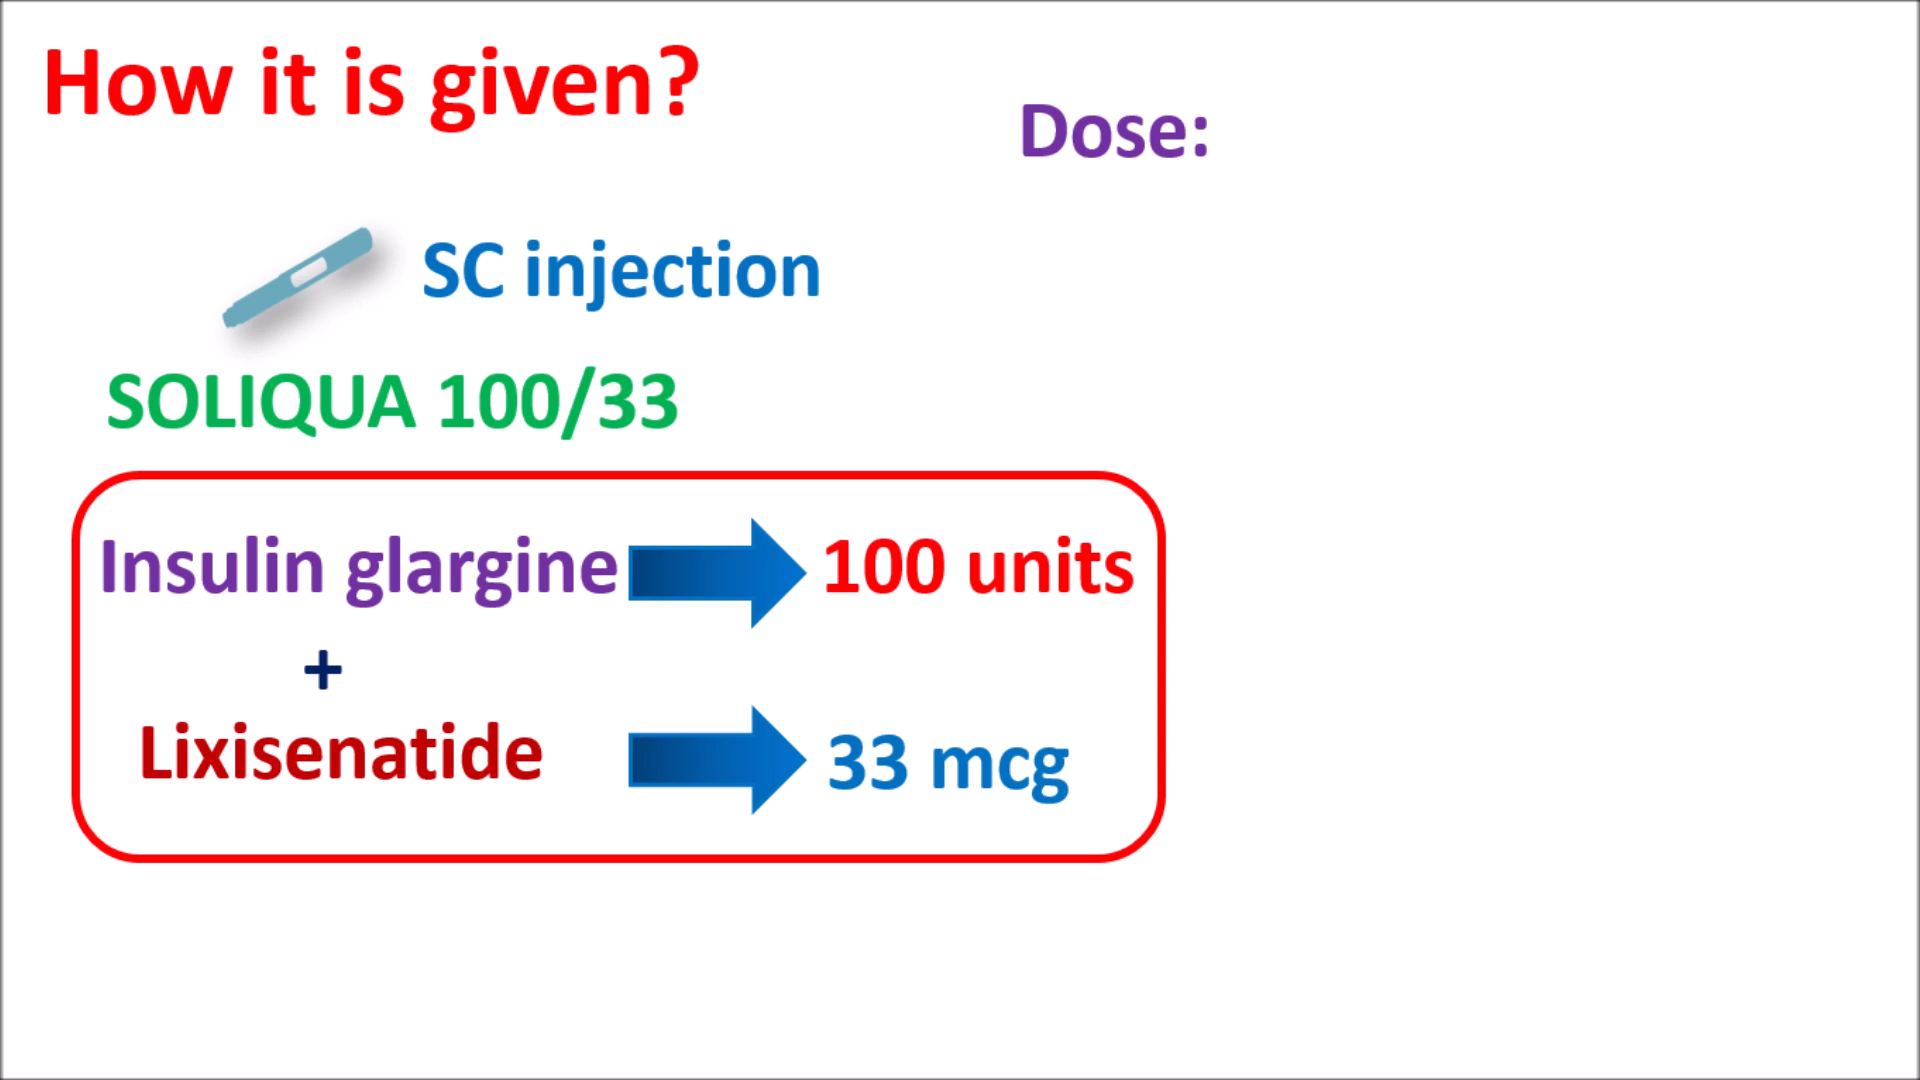 How it is given?
Dose:
SC injection
SOLIQUA 100/33
Insulin glargine 100 units
+
Lixisenatide 33 mcg